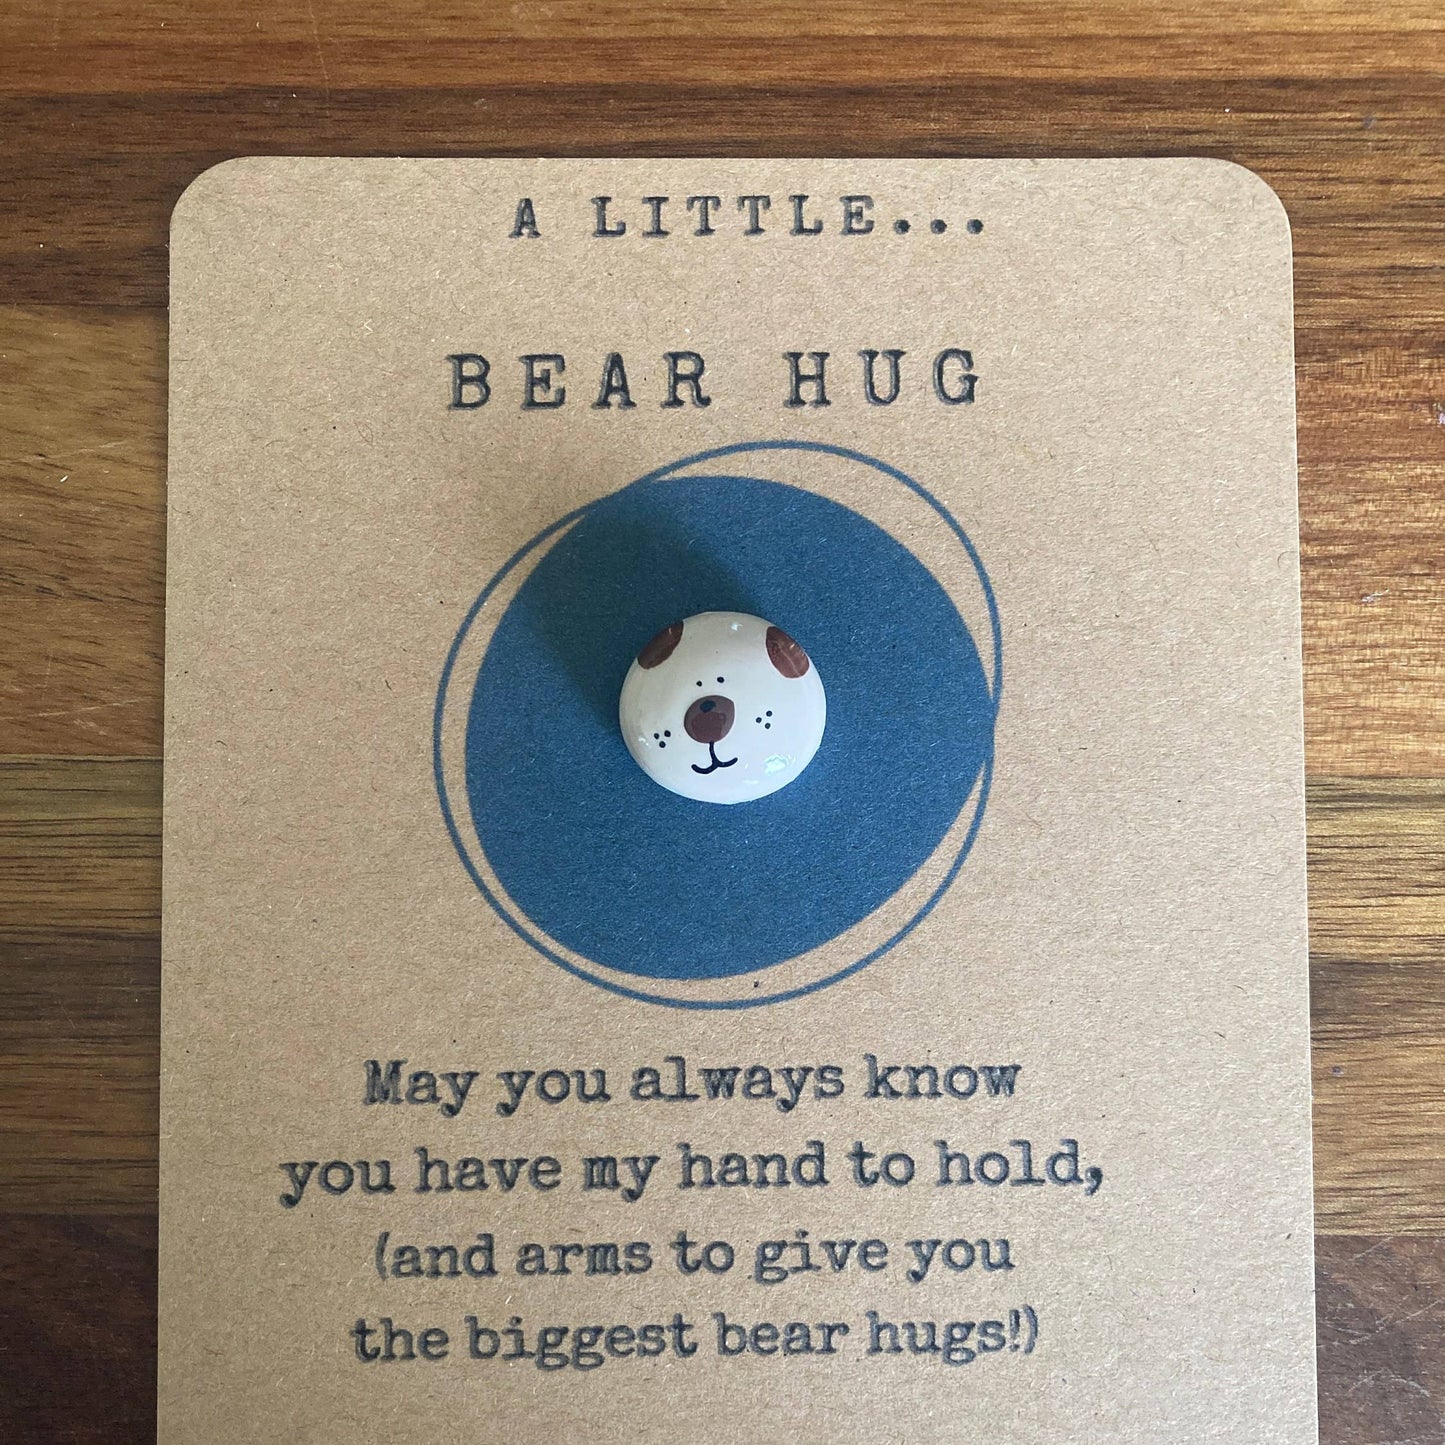 A LITTLE...
BEAR HUG
May you always know
you have my hand to hold,
(and arms to give you
the biggest bear hugs!)